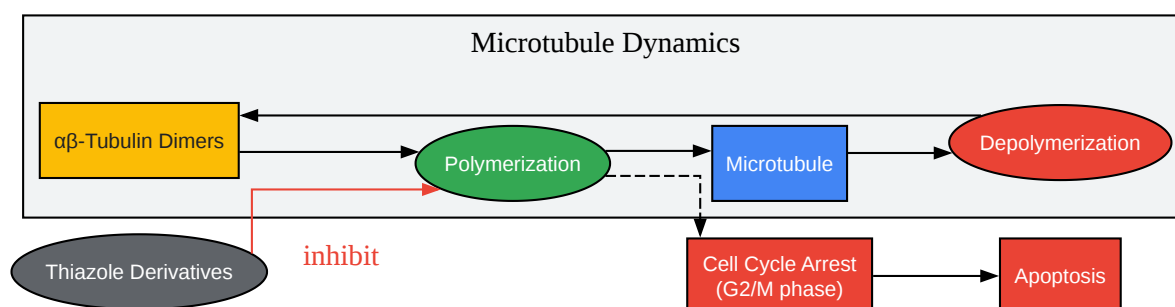 Microtubule Dynamics
αβ-Tubulin Dimers
Polymerization
Microtubule
Depolymerization
inhibit
Thiazole Derivatives
Cell Cycle Arrest
(G2/M phase)
Apoptosis